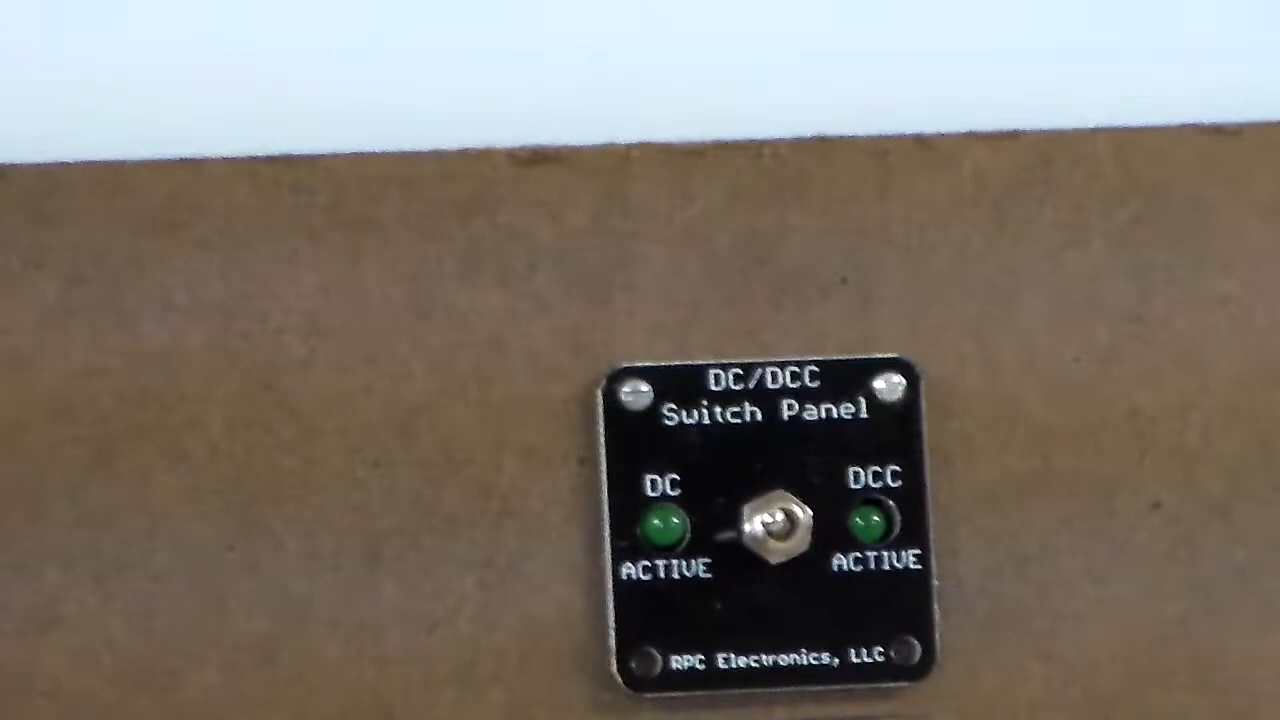 DC/DCC
Switch Panel
DC
DCC
ACTIVE
ACTIVE
RPC Electronics, LLC